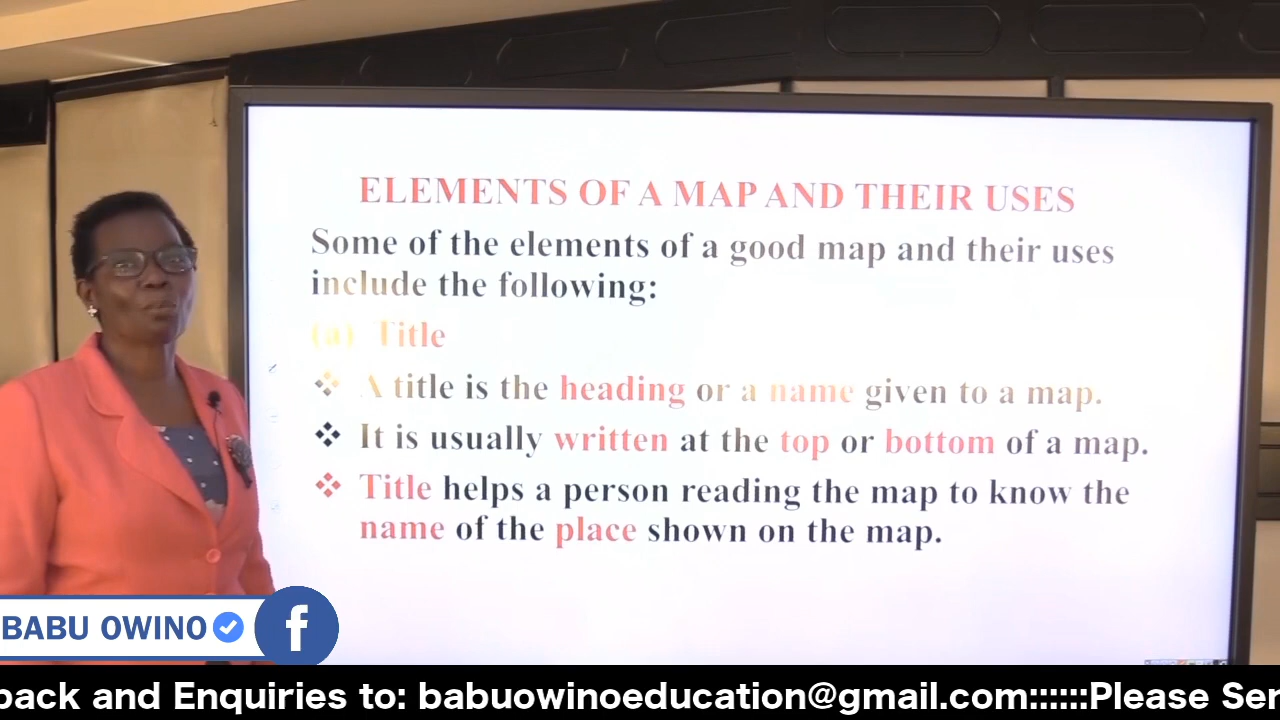 ELEMENTS OF A MAP AND THEIR USES
Some of the elements of a good map and their uses
include the following:
(a) Title
❖ A title is the heading or a name given to a map.
❖ It is usually written at the top or bottom of a map.
❖ Title helps a person reading the map to know the
name of the place shown on the map.
BABU OWINO f
back and Enquiries to: babuowinoeducation@gmail.com::::::Please Ser